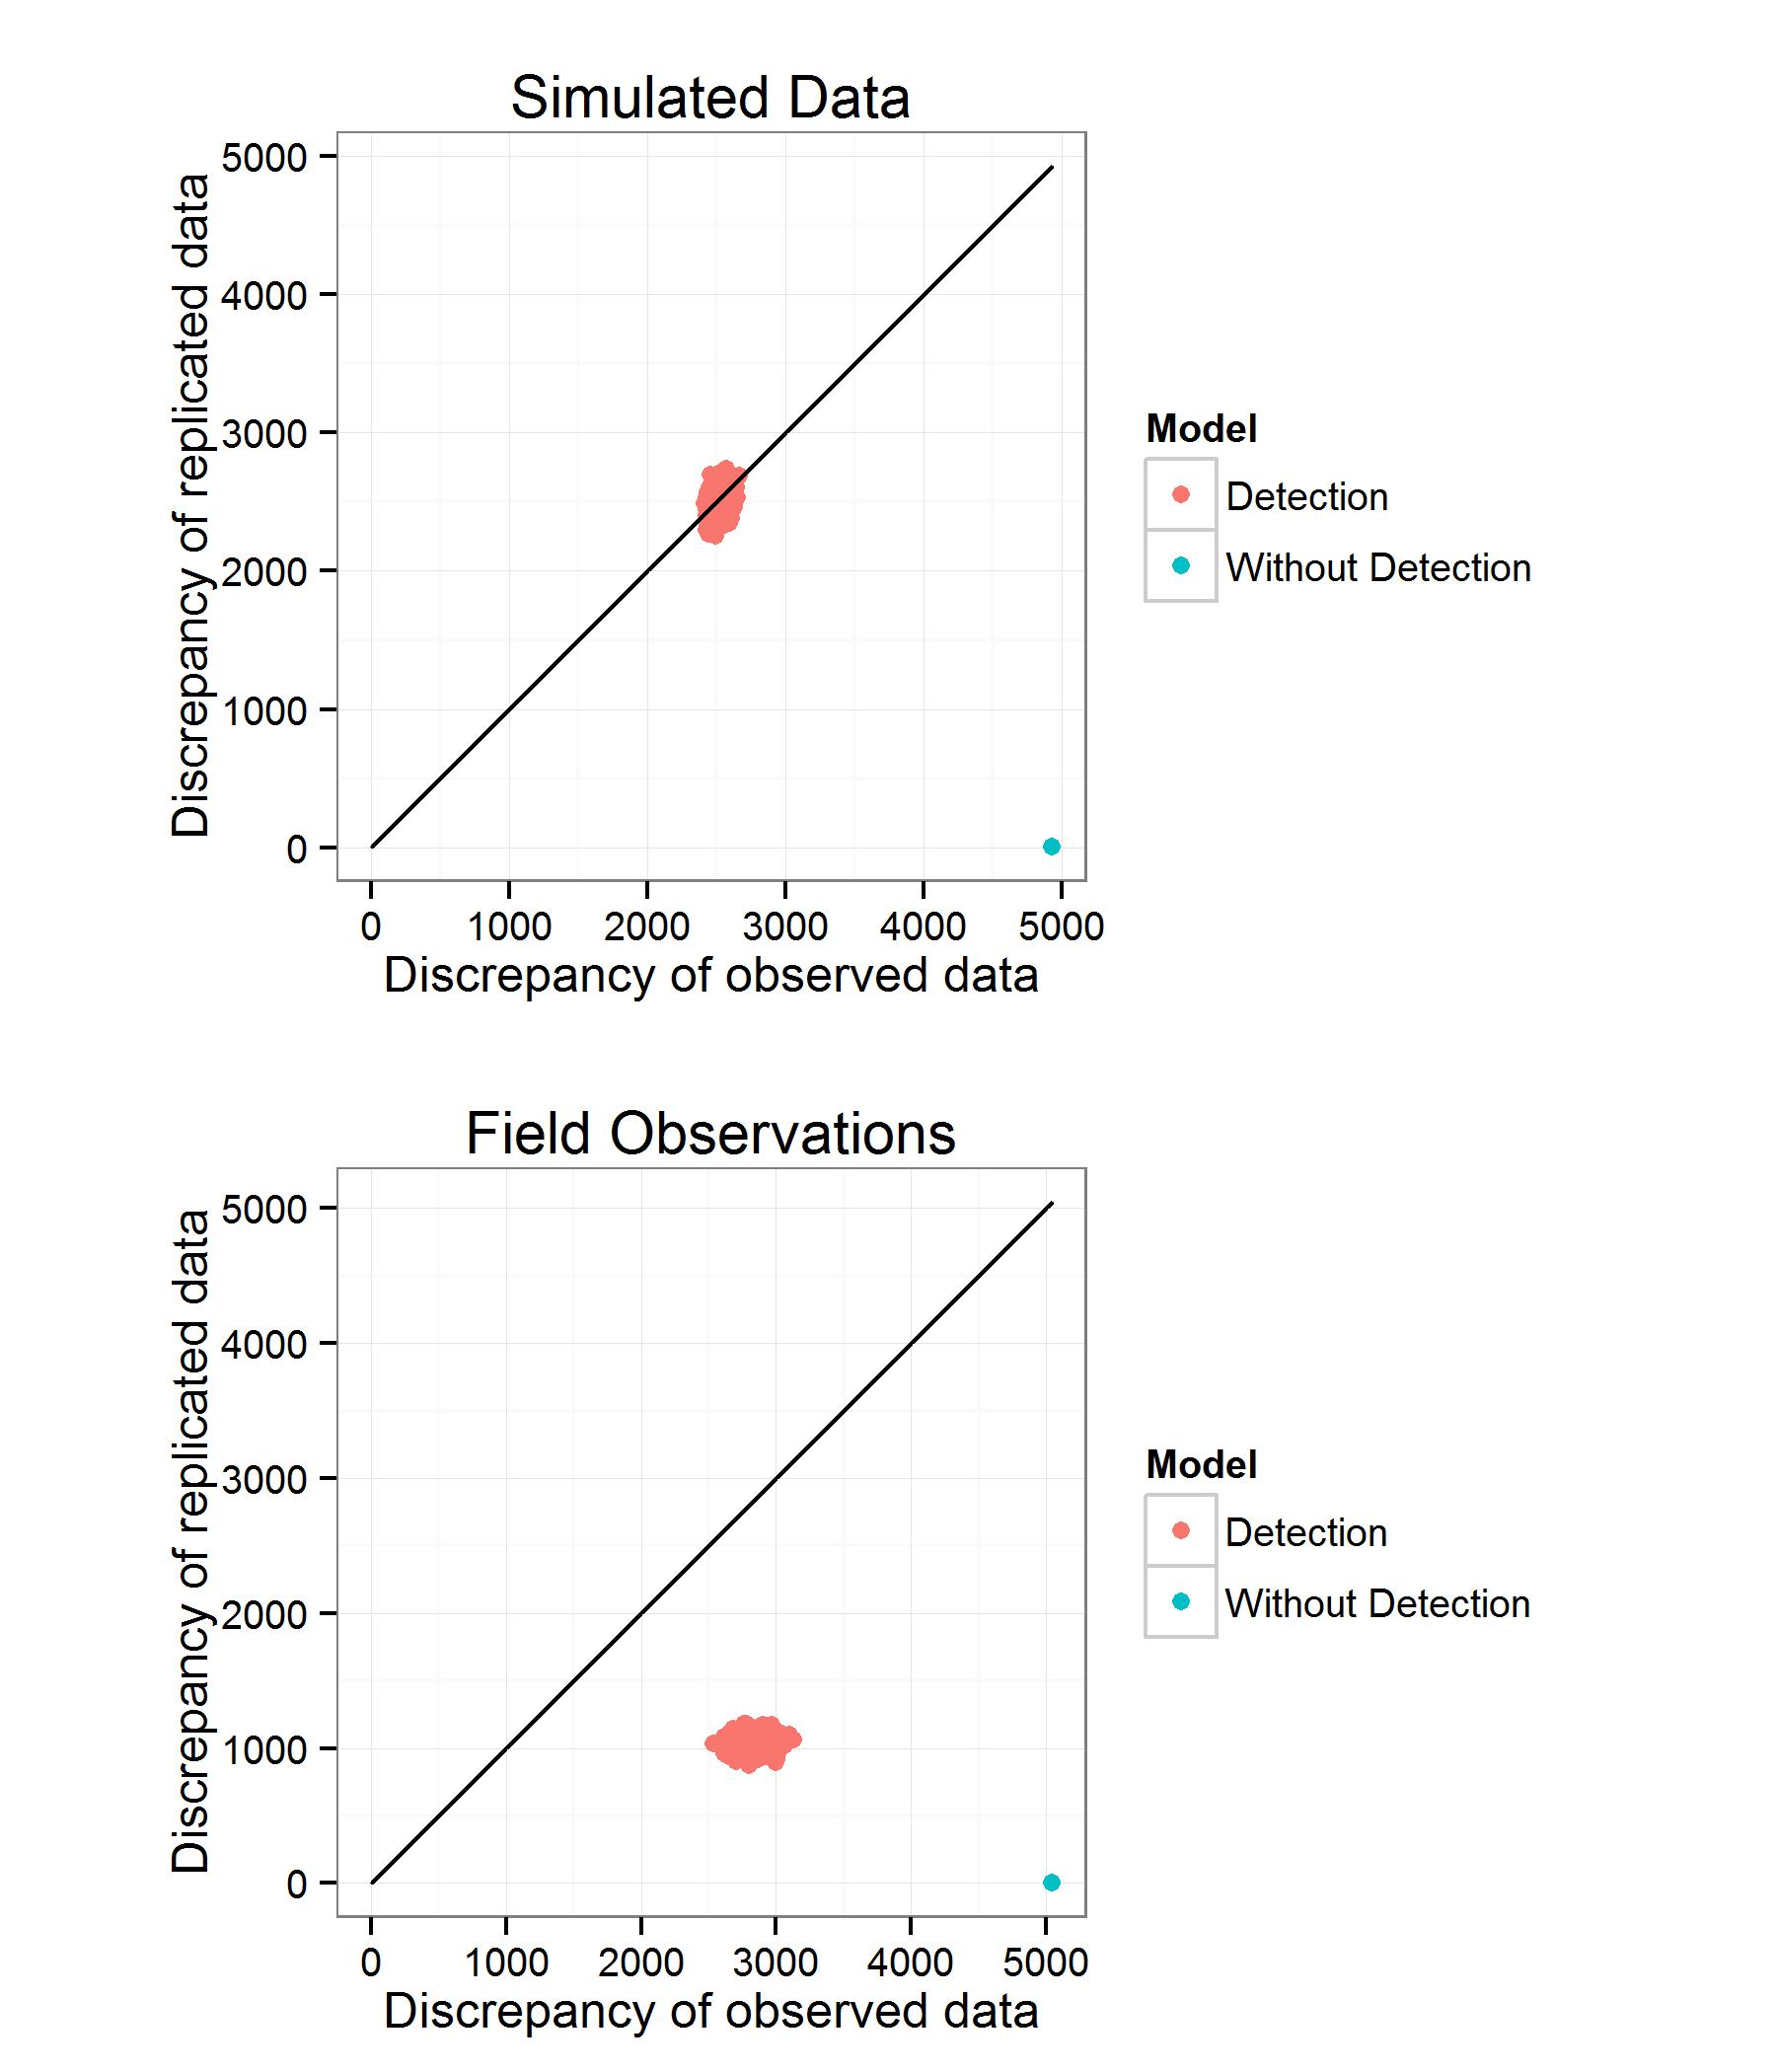 Simulated Data
Discrepancy of replicated data
5000
4000
3000
2000
1000
0
0 1000 2000 3000 4000 5000
Discrepancy of observed data
Model
Detection
Without Detection
Field Observations
Discrepancy of replicated data
5000
4000
3000
2000
1000
0
0 1000 2000 3000 4000 5000
Discrepancy of observed data
Model
Detection
Without Detection